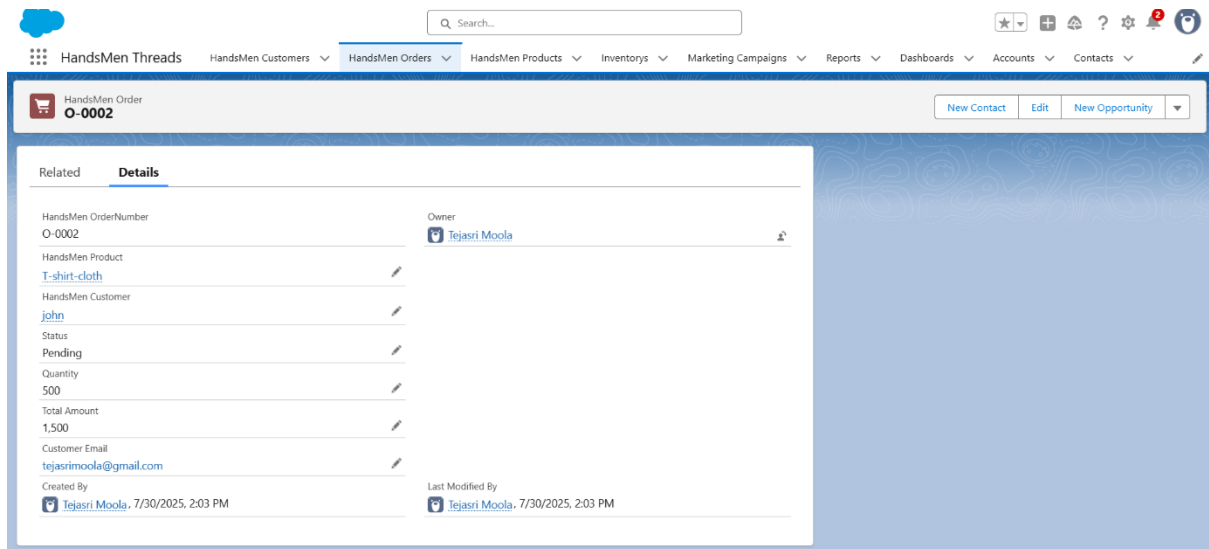 Search...
2
HandsMen Threads HandsMen Customers HandsMen Orders HandsMen Products Inventorys Marketing Campaigns Reports Dashboards Accounts Contacts
HandsMen Order
O-0002
New Contact Edit New Opportunity
Related Details
HandsMen OrderNumber
O-0002
Owner
Tejasri Moola
HandsMen Product
T-shirt-cloth
HandsMen Customer
john
Status
Pending
Quantity
500
Total Amount
1,500
Customer Email
tejasrimoola@gmail.com
Created By
Tejasri Moola, 7/30/2025, 2:03 PM
Last Modified By
Tejasri Moola, 7/30/2025, 2:03 PM